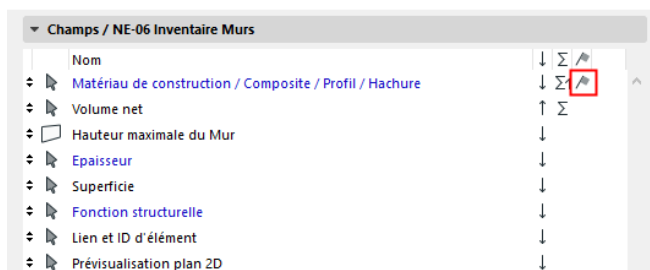 Champs / NE-06 Inventaire Murs
Nom ↓ Σ
Matériau de construction / Composite / Profil / Hachure ↓ Σ1
Volume net ↑ Σ
Hauteur maximale du Mur ↓
Epaisseur ↓
Superficie ↓
Fonction structurelle ↓
Lien et ID d'élément ↓
Prévisualisation plan 2D ↓